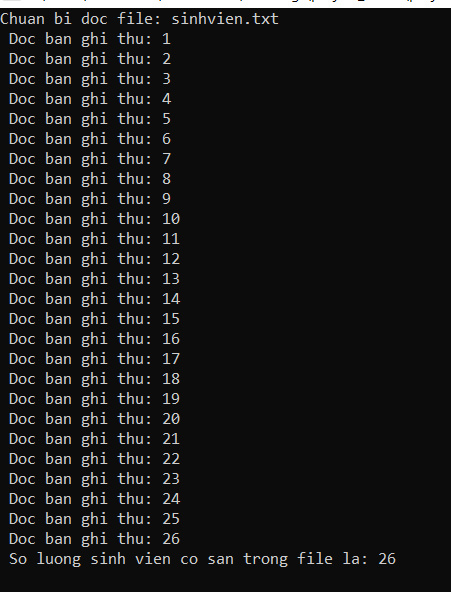 Chuan bi doc file: sinhvien.txt
Doc ban ghi thu: 1
Doc ban ghi thu: 2
Doc ban ghi thu: 3
Doc ban ghi thu: 4
Doc ban ghi thu: 5
Doc ban ghi thu: 6
Doc ban ghi thu: 7
Doc ban ghi thu: 8
Doc ban ghi thu: 9
Doc ban ghi thu: 10
Doc ban ghi thu: 11
Doc ban ghi thu: 12
Doc ban ghi thu: 13
Doc ban ghi thu: 14
Doc ban ghi thu: 15
Doc ban ghi thu: 16
Doc ban ghi thu: 17
Doc ban ghi thu: 18
Doc ban ghi thu: 19
Doc ban ghi thu: 20
Doc ban ghi thu: 21
Doc ban ghi thu: 22
Doc ban ghi thu: 23
Doc ban ghi thu: 24
Doc ban ghi thu: 25
Doc ban ghi thu: 26
So luong sinh vien co san trong file la: 26